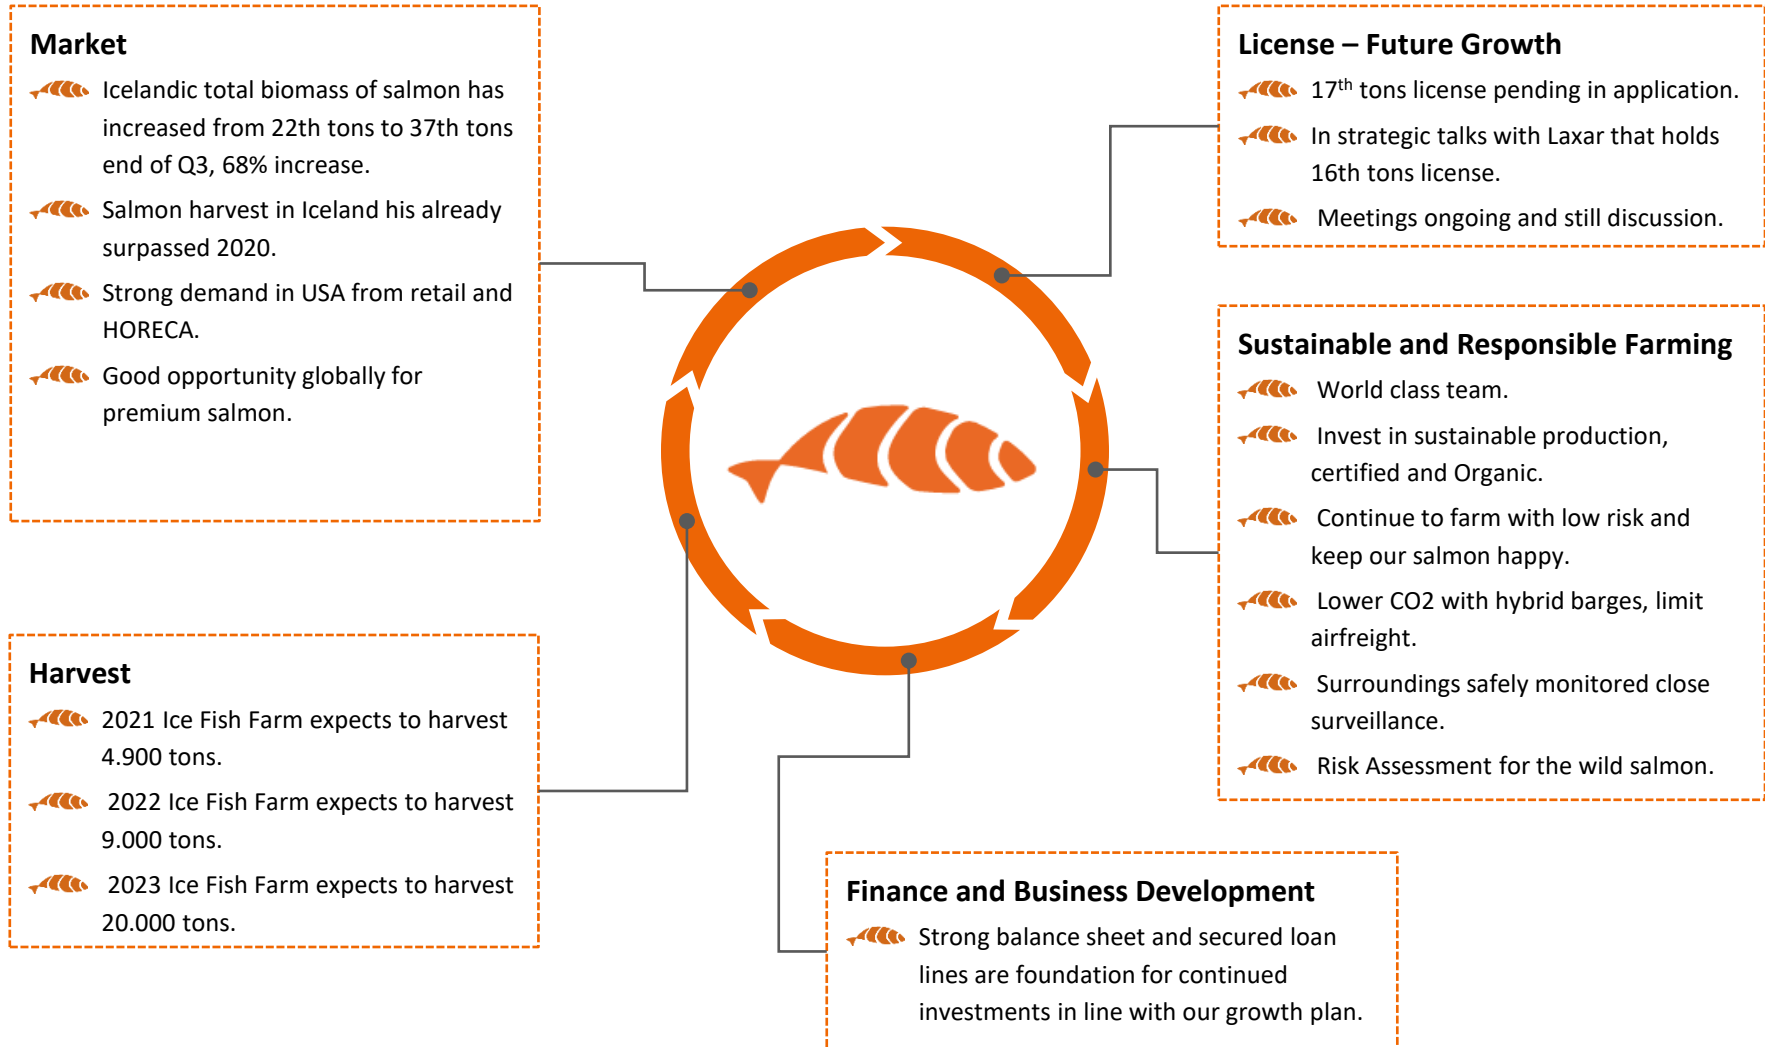 Market
Icelandic total biomass of salmon has
increased from 22th tons to 37th tons
end of Q3, 68% increase.
Salmon harvest in Iceland his already
surpassed 2020.
Strong demand in USA from retail and
HORECA.
Good opportunity globally for
premium salmon.
Harvest
2021 Ice Fish Farm expects to harvest
4.900 tons.
2022 Ice Fish Farm expects to harvest
9.000 tons.
2023 Ice Fish Farm expects to harvest
20.000 tons.
License – Future Growth
17th tons license pending in application.
In strategic talks with Laxar that holds
16th tons license.
Meetings ongoing and still discussion.
Sustainable and Responsible Farming
World class team.
Invest in sustainable production,
certified and Organic.
Continue to farm with low risk and
keep our salmon happy.
Lower CO2 with hybrid barges, limit
airfreight.
Surroundings safely monitored close
surveillance.
Risk Assessment for the wild salmon.
Finance and Business Development
Strong balance sheet and secured loan
lines are foundation for continued
investments in line with our growth plan.